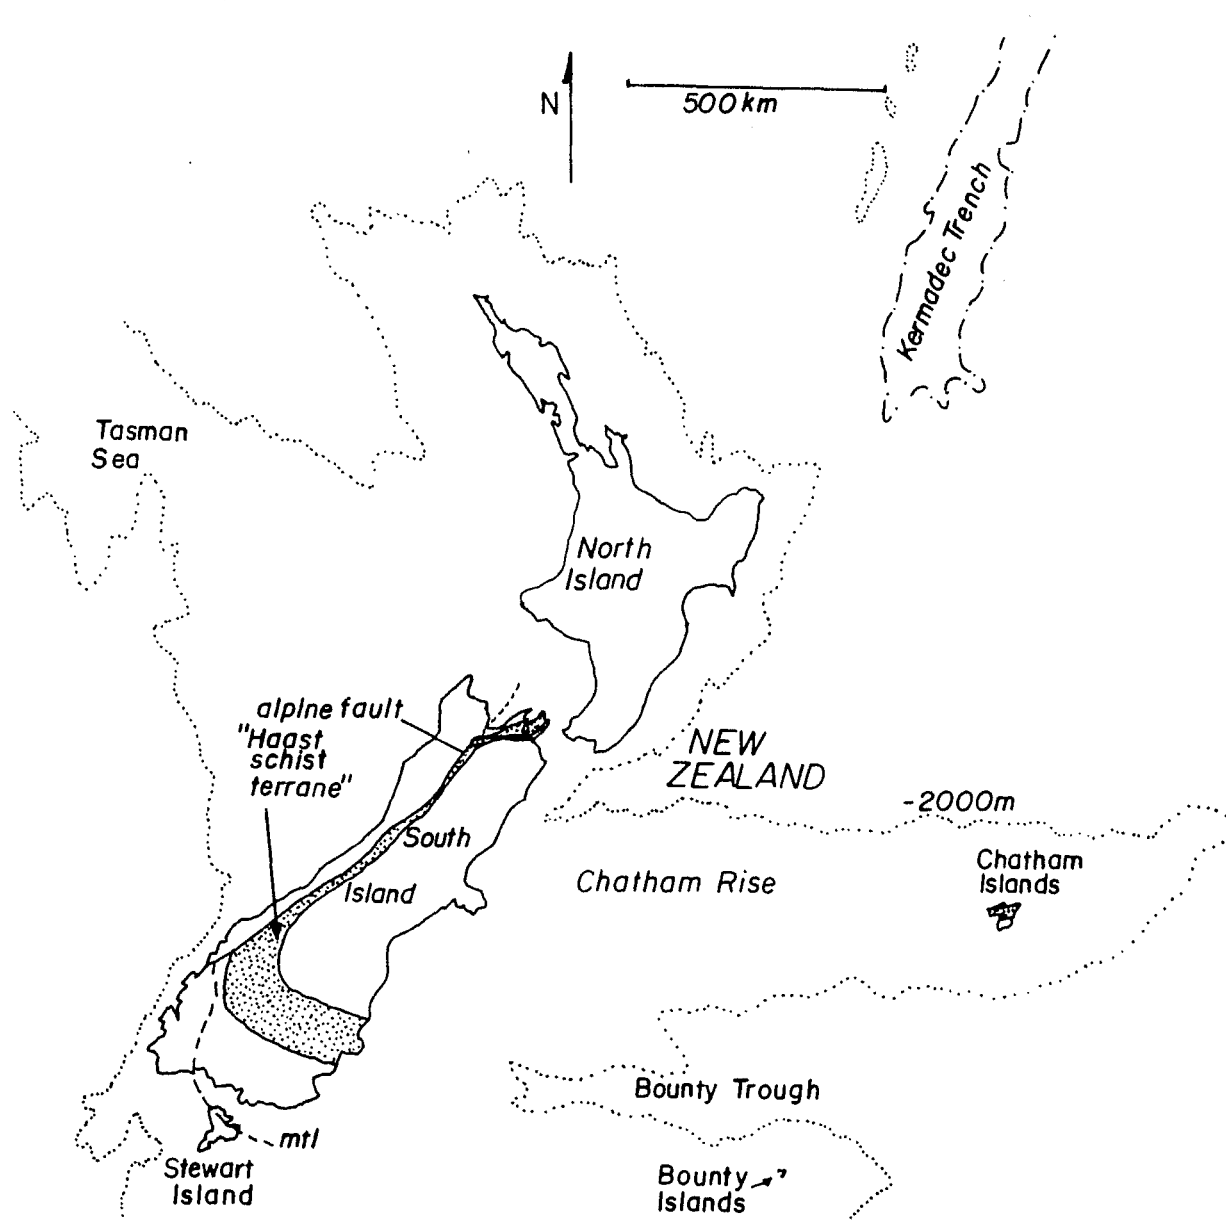 N
500 km
Kermadec Trench
Tasman
Sea
North
Island
alpine fault
"Haast
schist
terrane"
NEW
ZEALAND
-2000m
South
Island
Chatham Rise
Chatham
Islands
Bounty Trough
mtl
Stewart
Island
Bounty
Islands